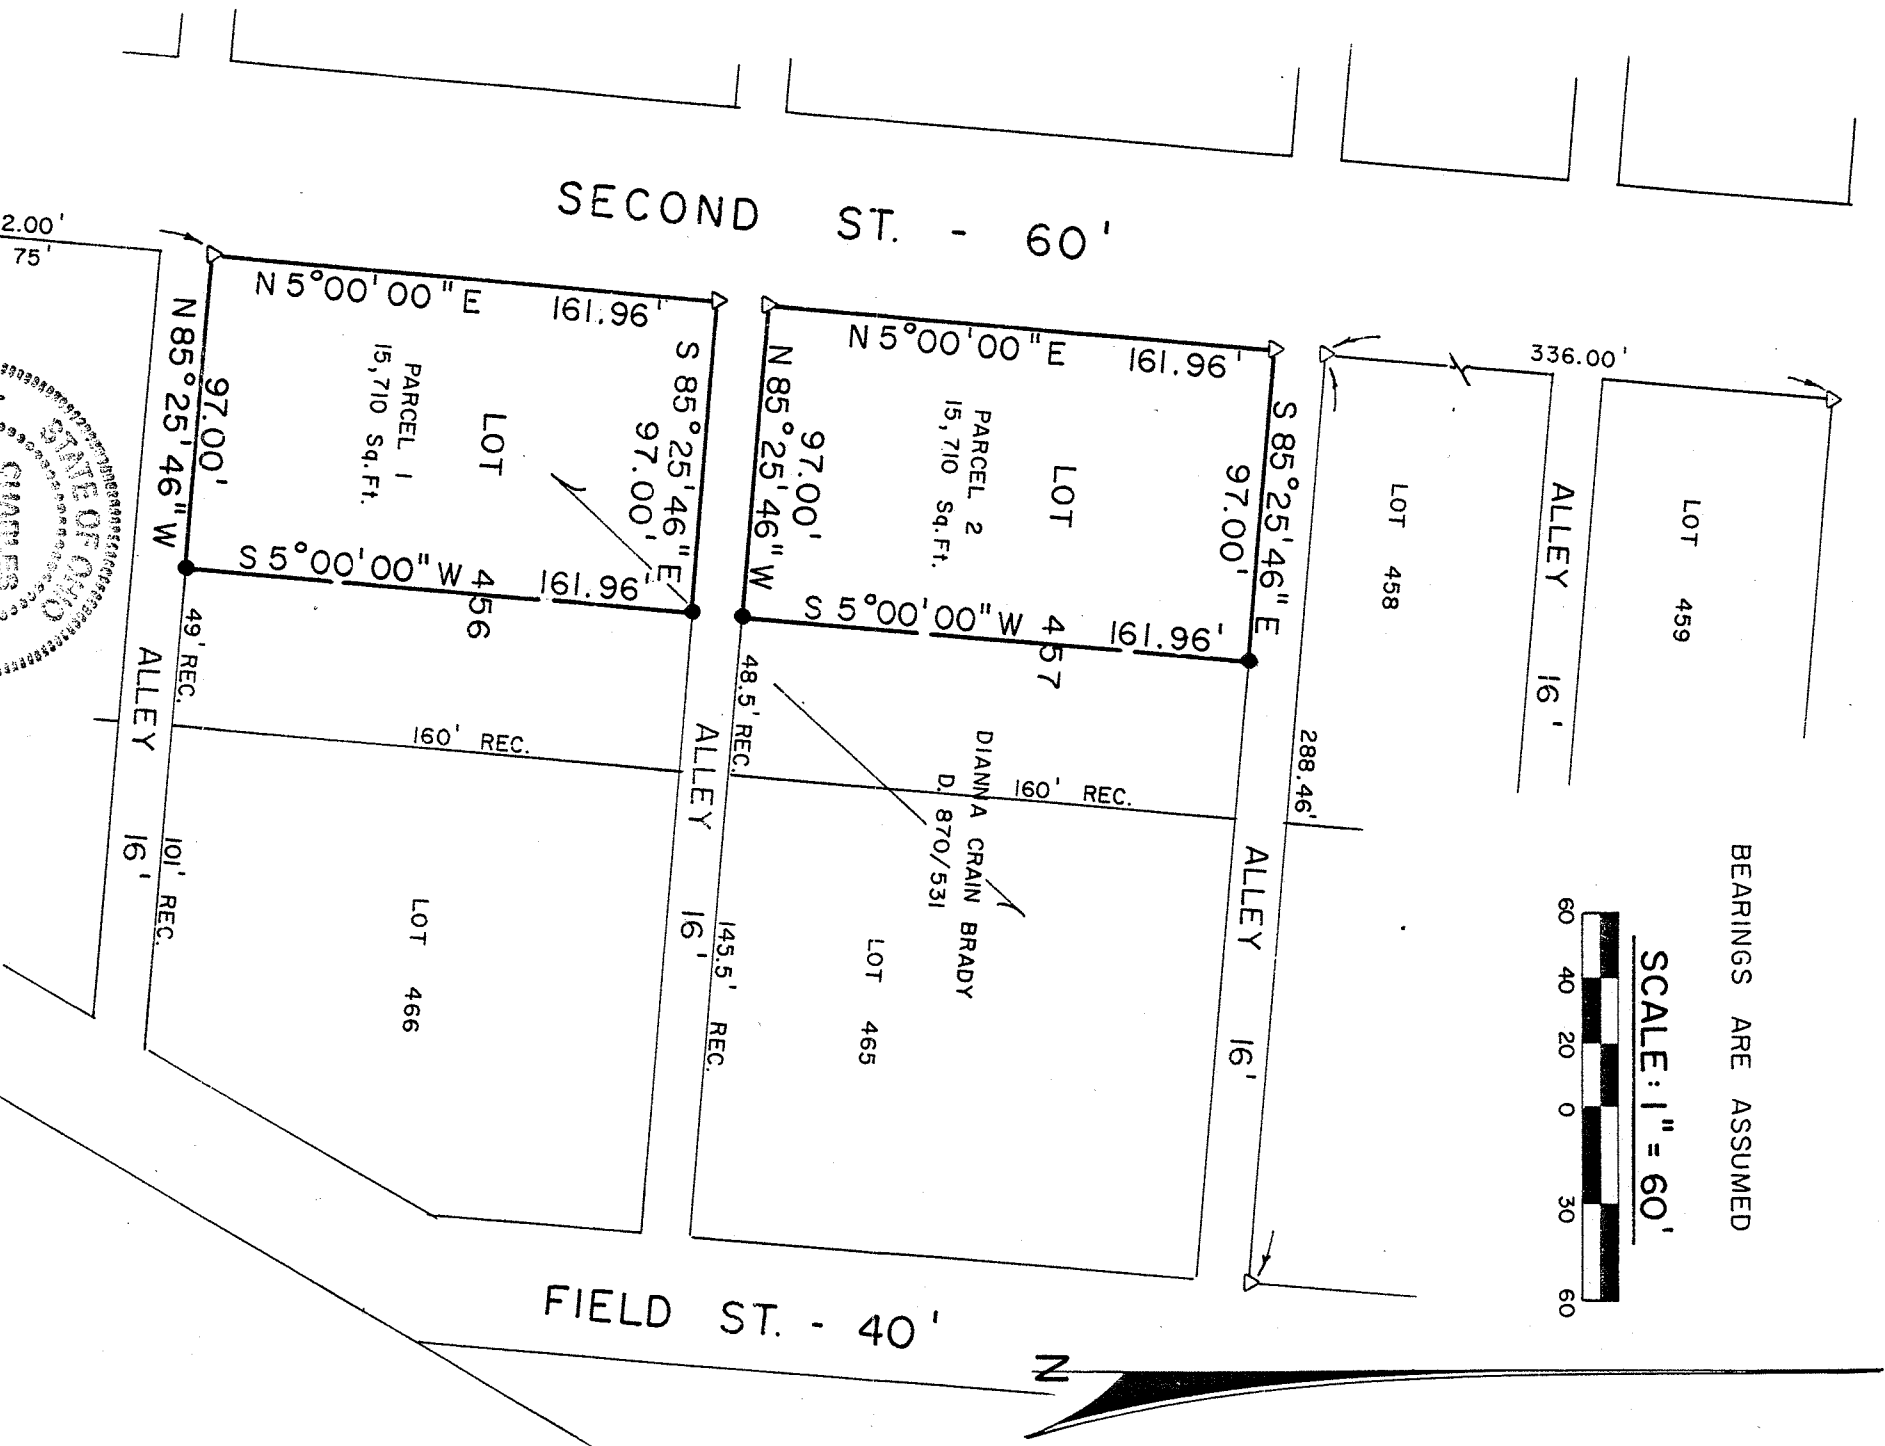 SECOND ST. - 60'
2.00'
75'
N 5°00'00" E 161.96'
N 85°25'46" W
97.00'
PARCEL 1
15,710 Sq.Ft.
LOT
456
S 85°25'46" E
97.00'
S 5°00'00" W 161.96'
N 5°00'00" E 161.96'
N 85°25'46" W
97.00'
PARCEL 2
15,710 Sq.Ft.
LOT
457
S 85°25'46" E
97.00'
S 5°00'00" W 161.96'
336.00'
LOT 458
ALLEY 16'
LOT 459
STATE OF OHIO
CHARLES
49' REC.
ALLEY 16'
101' REC.
160' REC.
LOT 466
48.5' REC.
ALLEY 16'
145.5' REC.
160' REC.
DIANNA CRAIN BRADY
D. 870/531
LOT 465
288.46'
ALLEY 16'
BEARINGS ARE ASSUMED
SCALE: 1" = 60'
60 40 20 0 30 60
FIELD ST. - 40'
N